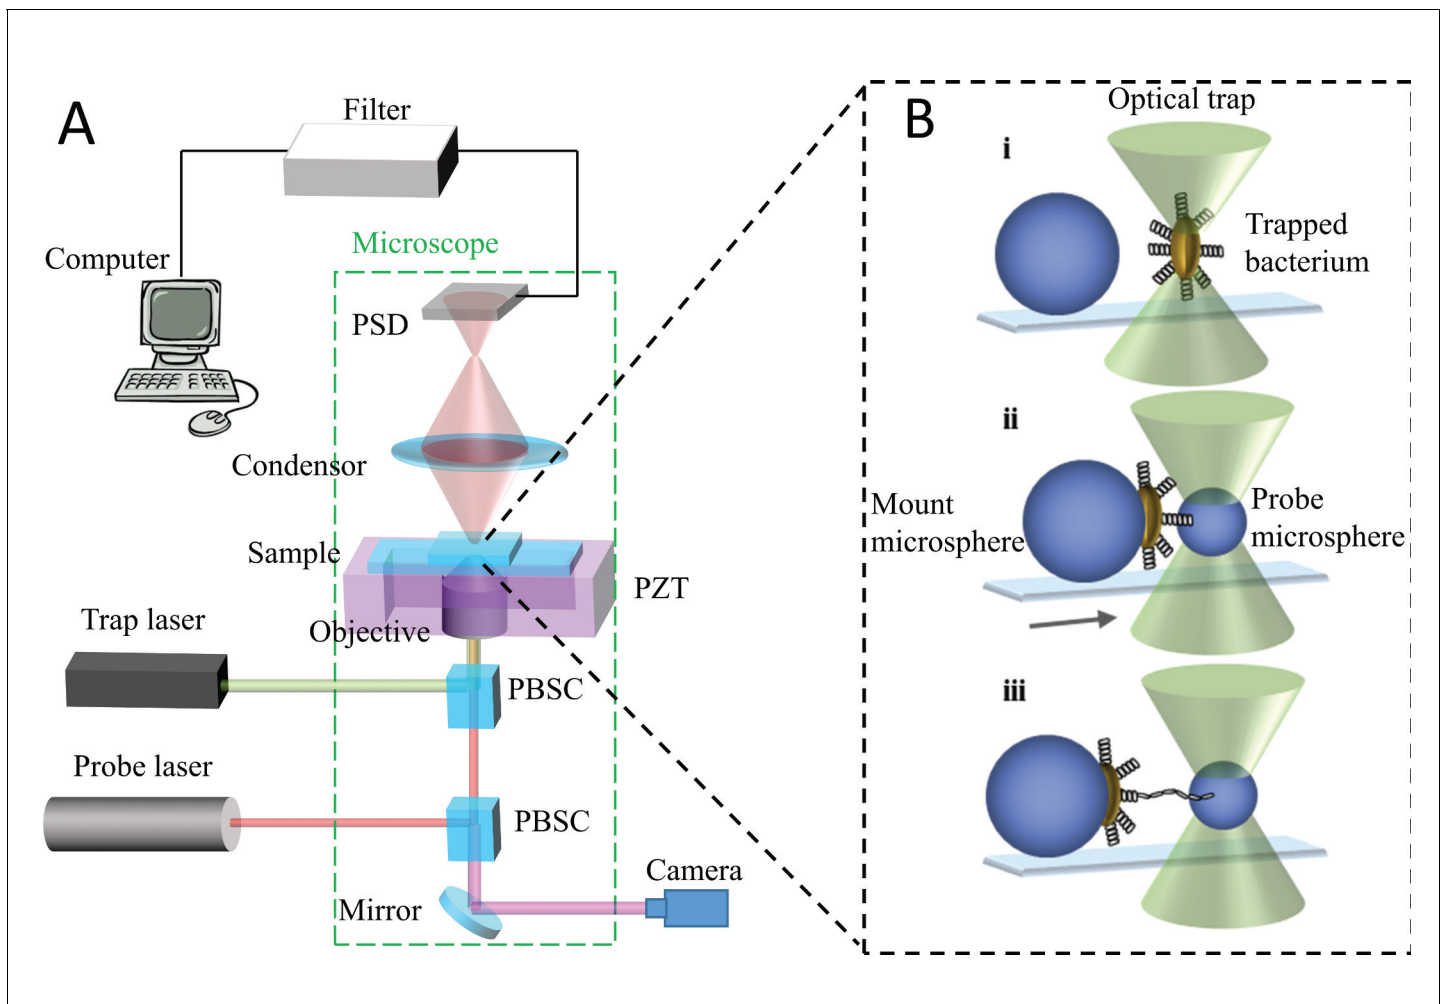 A
Filter
Computer
Microscope
PSD
Condensor
Sample
PZT
Objective
Trap laser
PBSC
Probe laser
PBSC
Camera
Mirror
B
Optical trap
i
Trapped
bacterium
ii
Mount
microsphere
Probe
microsphere
iii